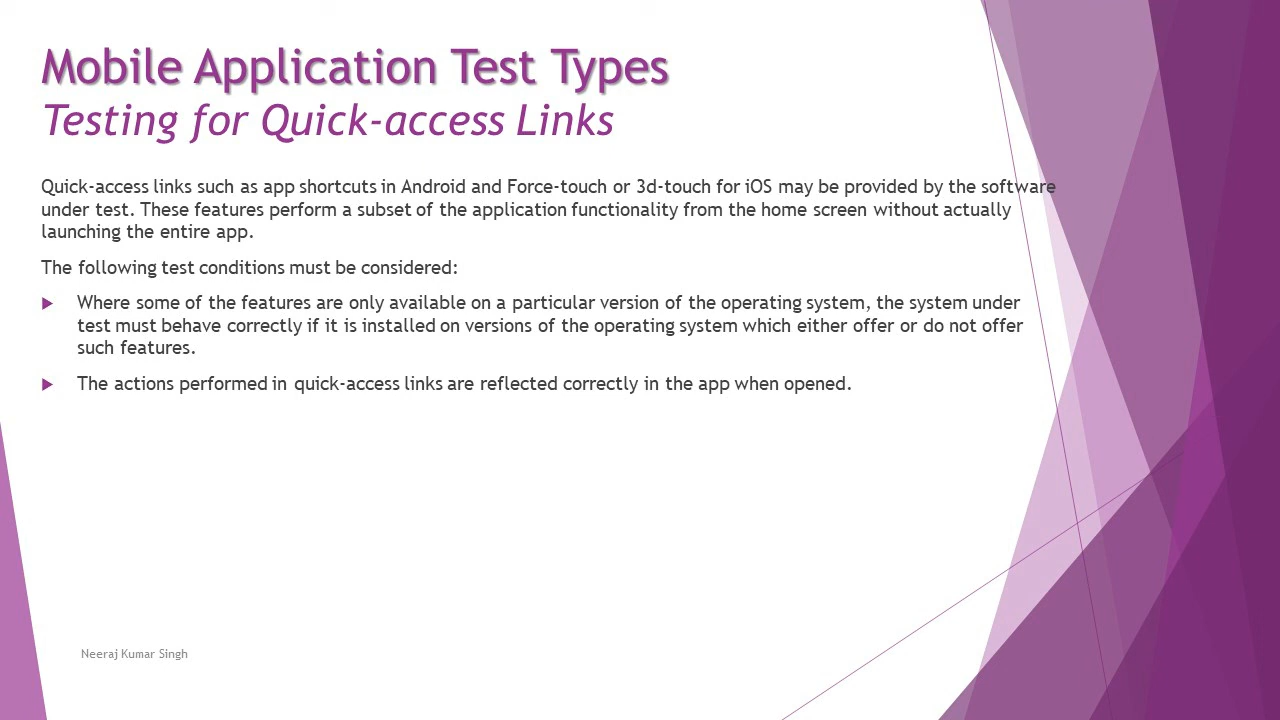 Mobile Application Test Types
Testing for Quick-access Links
Quick-access links such as app shortcuts in Android and Force-touch or 3d-touch for iOS may be provided by the software
under test. These features perform a subset of the application functionality from the home screen without actually
launching the entire app.
The following test conditions must be considered:
Where some of the features are only available on a particular version of the operating system, the system under
test must behave correctly if it is installed on versions of the operating system which either offer or do not offer
such features.
The actions performed in quick-access links are reflected correctly in the app when opened.
Neeraj Kumar Singh